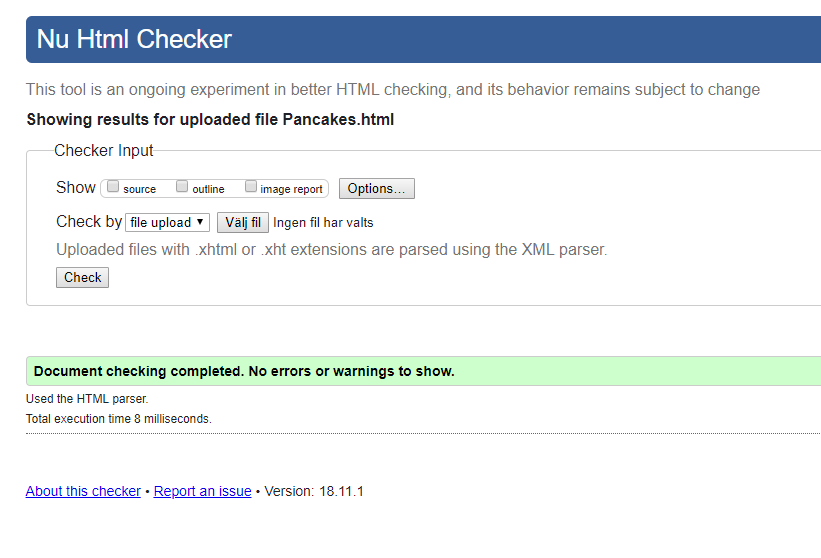 Nu Html Checker
This tool is an ongoing experiment in better HTML checking, and its behavior remains subject to change
Showing results for uploaded file Pancakes.html
Checker Input
Show source outline image report Options...
Check by file upload ▼ Välj fil Ingen fil har valts
Uploaded files with .xhtml or .xht extensions are parsed using the XML parser.
Check
Document checking completed. No errors or warnings to show.
Used the HTML parser.
Total execution time 8 milliseconds.
About this checker • Report an issue • Version: 18.11.1